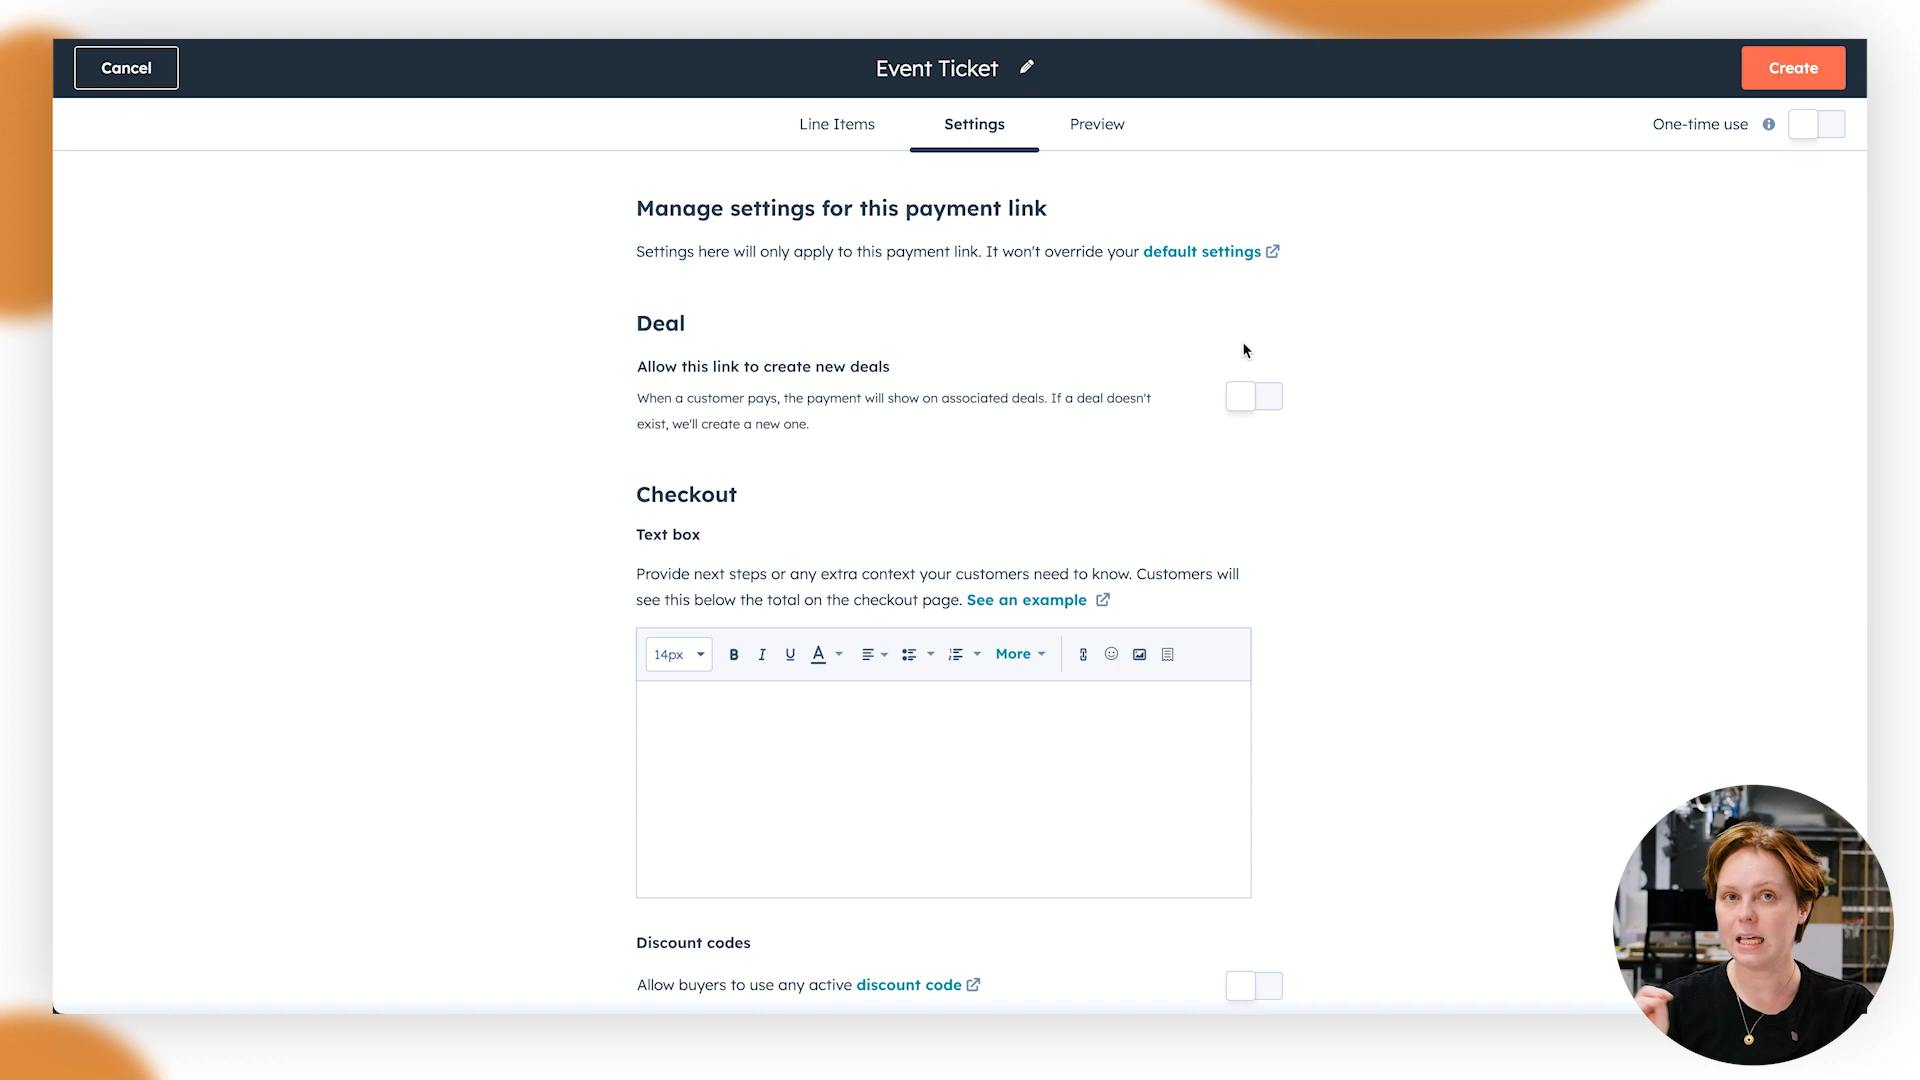 Cancel
Event Ticket
Create
Line Items
Settings
Preview
One-time use
Manage settings for this payment link
Settings here will only apply to this payment link. It won't override your default settings
Deal
Allow this link to create new deals
When a customer pays, the payment will show on associated deals. If a deal doesn't
exist, we'll create a new one.
Checkout
Text box
Provide next steps or any extra context your customers need to know. Customers will
see this below the total on the checkout page. See an example
14px B I U A More
Discount codes
Allow buyers to use any active discount code